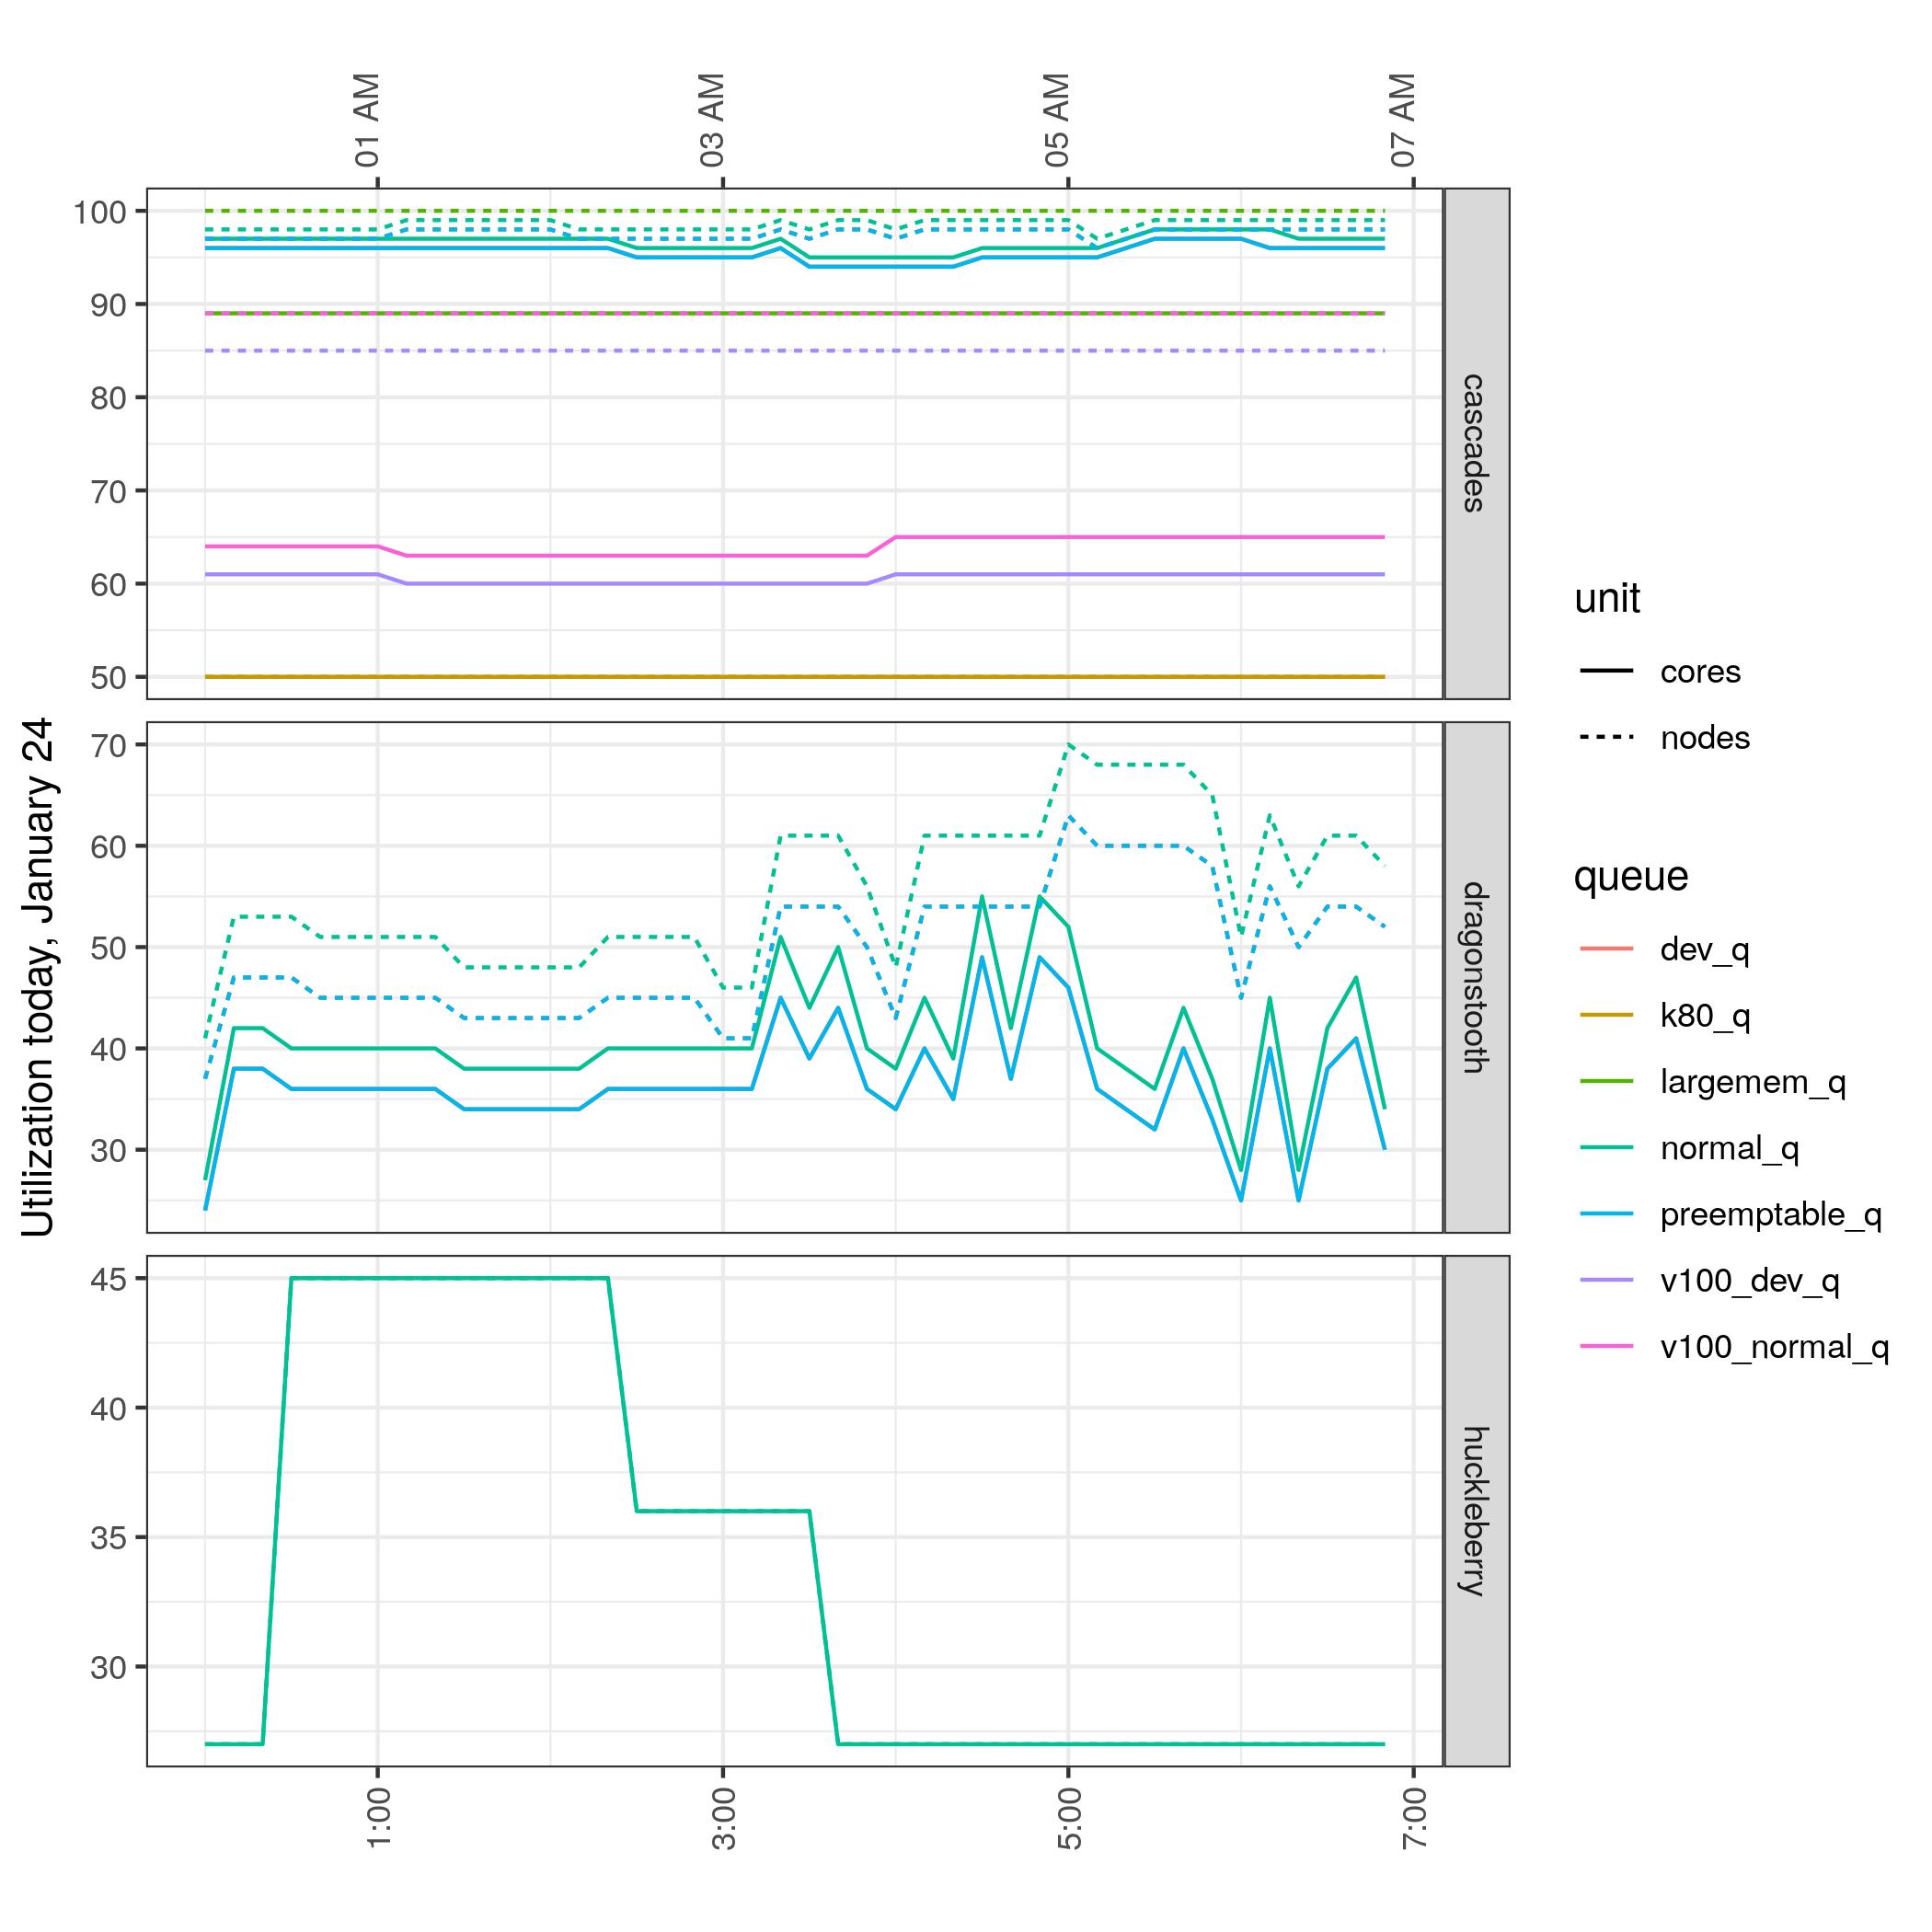 01 AM
03 AM
05 AM
07 AM
Utilization today, January 24
100
90
80
70
60
50
cascades
70
60
50
40
30
dragonstooth
45
40
35
30
huckleberry
1:00
3:00
5:00
7:00
unit
cores
nodes
queue
dev_q
k80_q
largemem_q
normal_q
preemptable_q
v100_dev_q
v100_normal_q